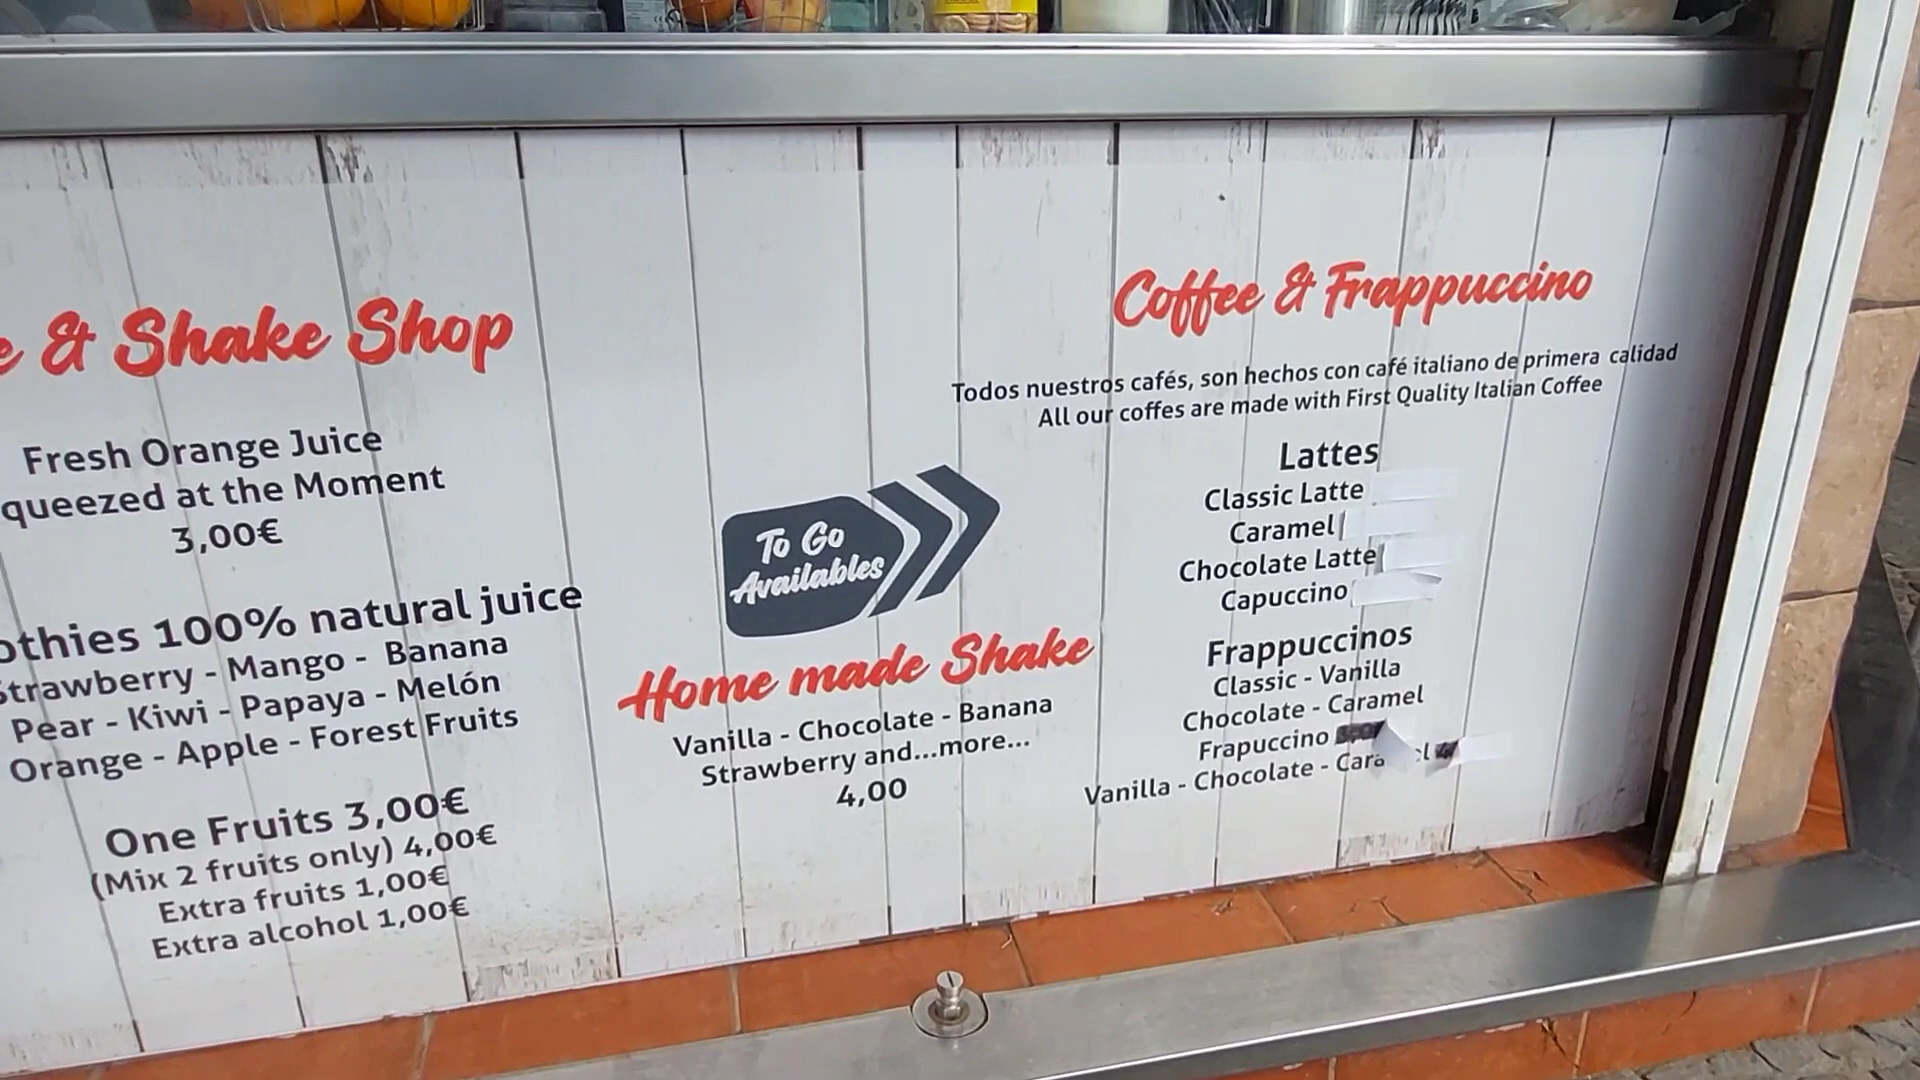 & Shake Shop
Fresh Orange Juice
queezed at the Moment
3,00€
othies 100% natural juice
Strawberry - Mango - Banana
Pear - Kiwi - Papaya - Melón
Orange - Apple - Forest Fruits
One Fruits 3,00€
(Mix 2 fruits only) 4,00€
Extra fruits 1,00€
Extra alcohol 1,00€
To Go
Availables
Home made Shake
Vanilla - Chocolate - Banana
Strawberry and...more...
4,00
Coffee & Frappuccino
Todos nuestros cafés, son hechos con café italiano de primera calidad
All our coffes are made with First Quality Italian Coffee
Lattes
Classic Latte
Caramel
Chocolate Latte
Capuccino
Frappuccinos
Classic - Vanilla
Chocolate - Caramel
Frapuccino
Vanilla - Chocolate -